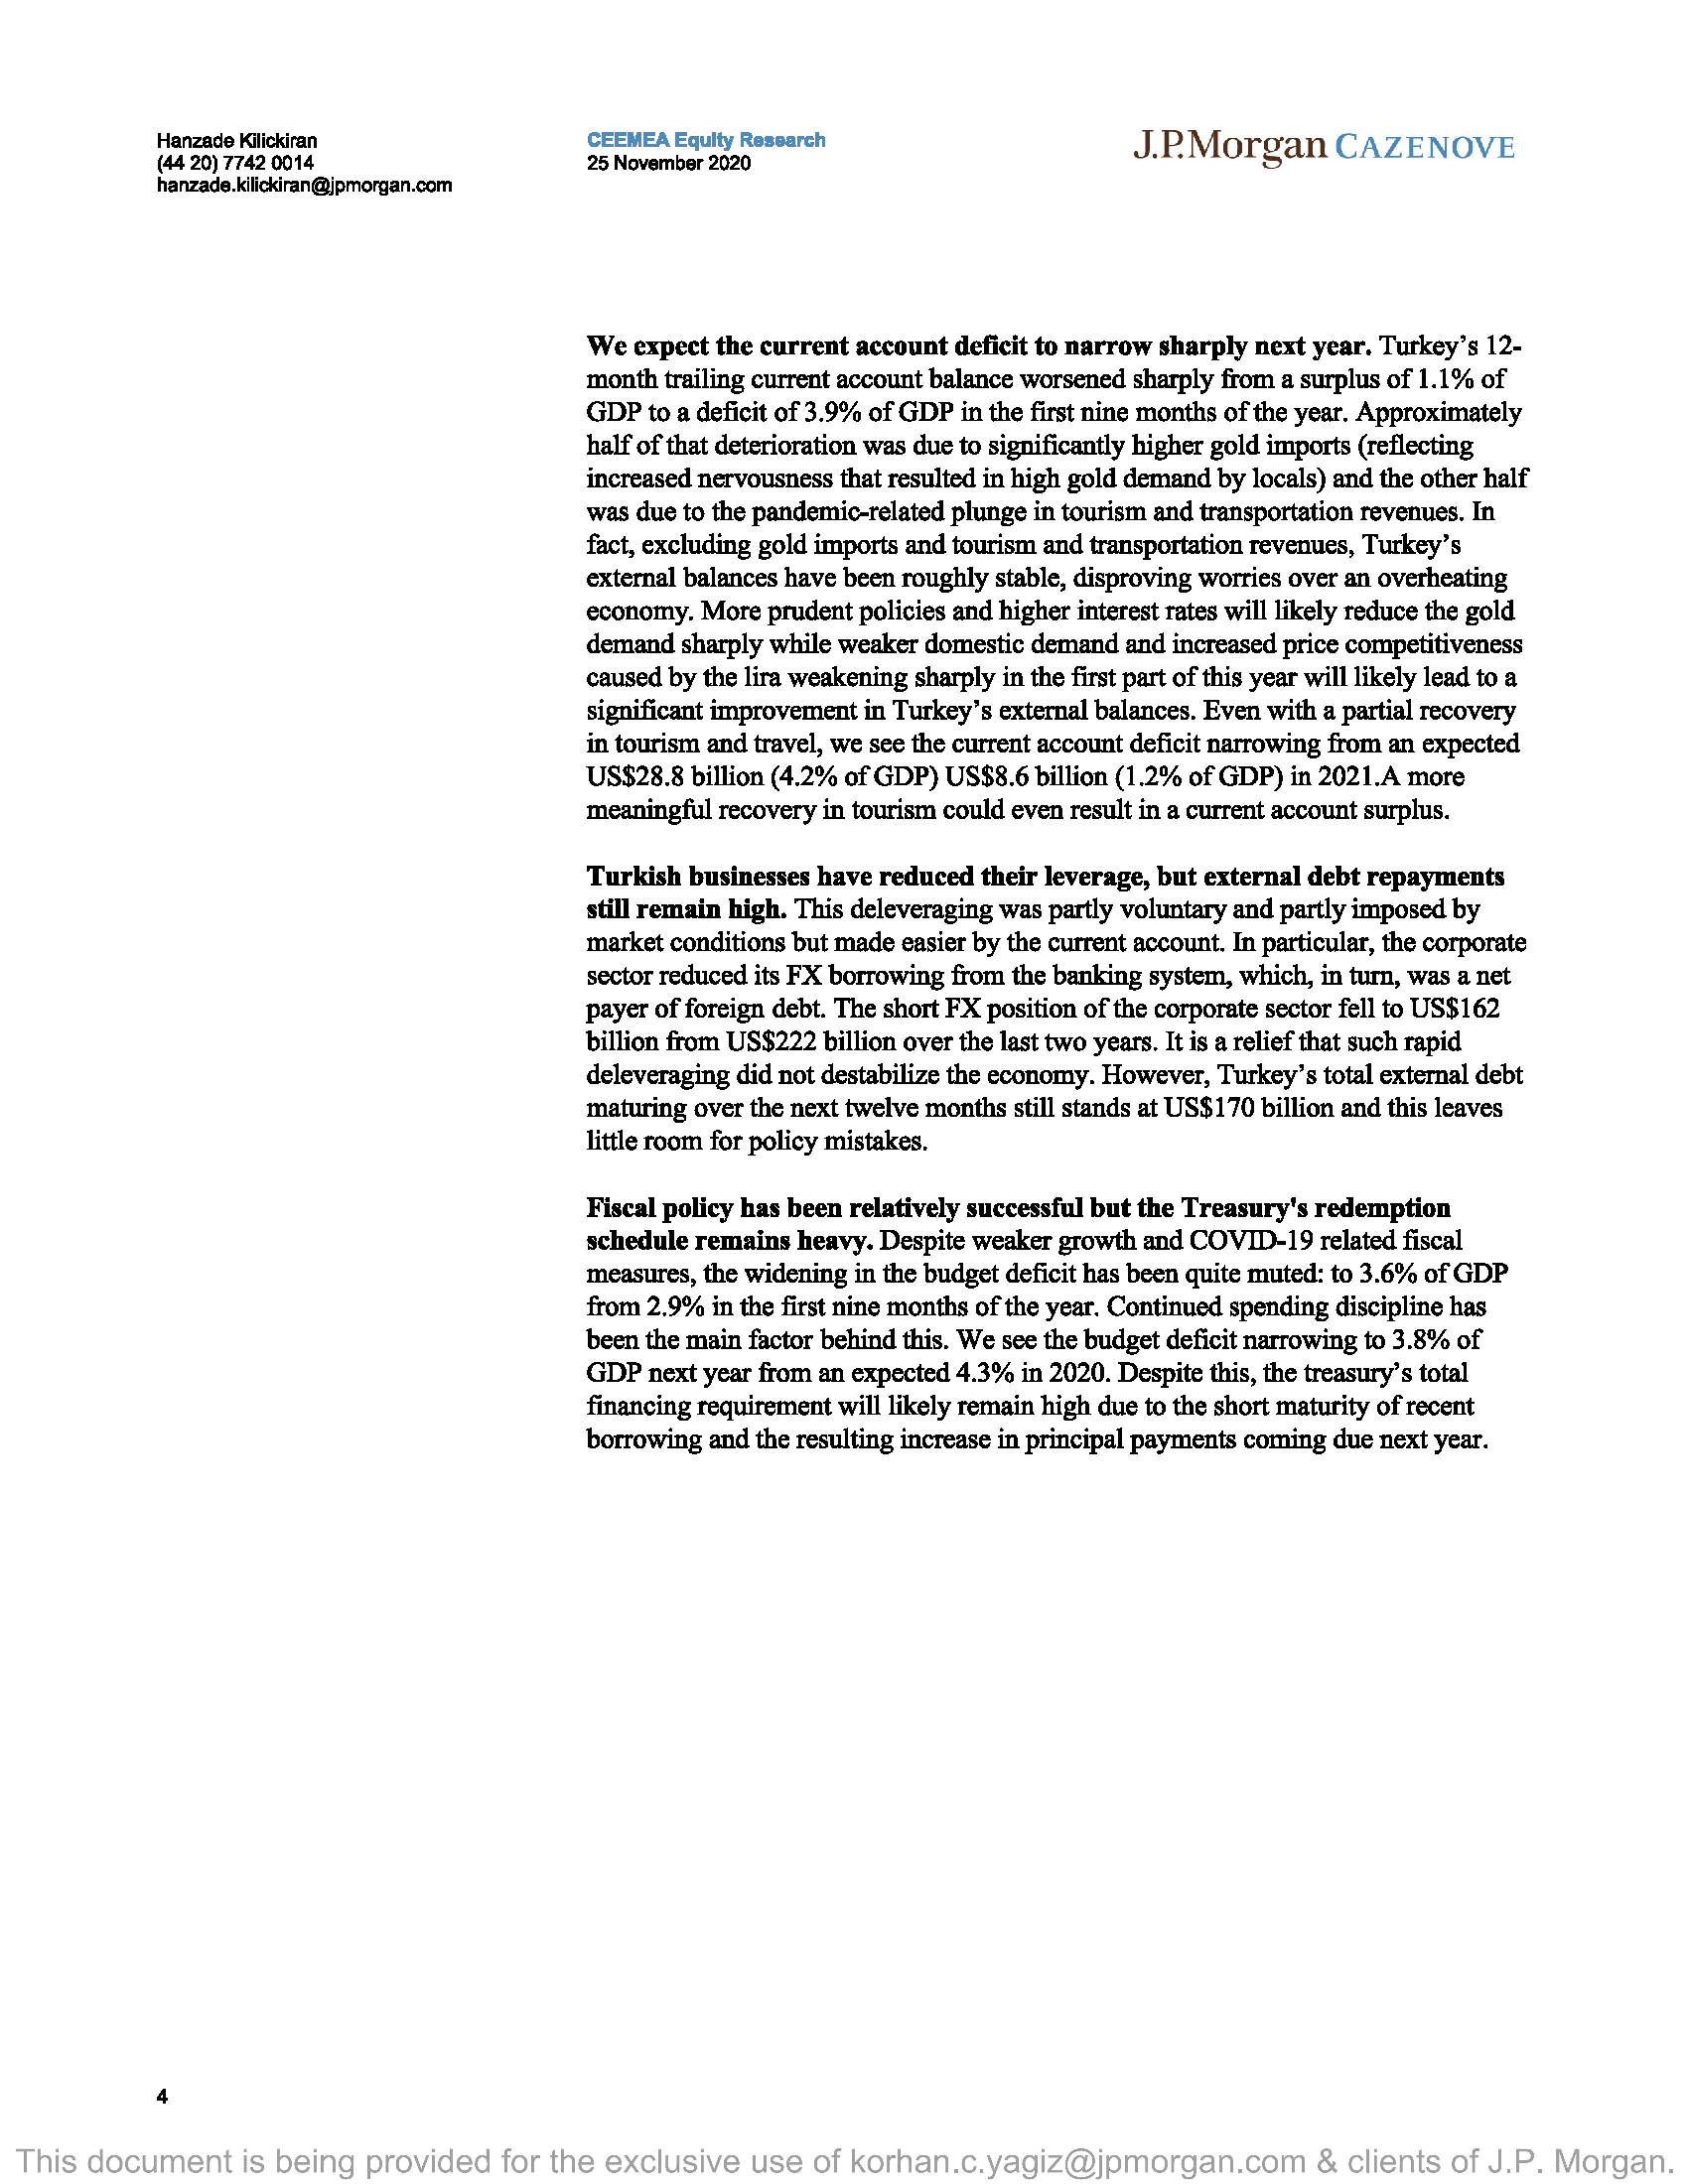 Hanzade Kilickiran
(44 20) 7742 0014
hanzade.kilickiran@jpmorgan.com
CEEMEA Equity Research
25 November 2020
J.P.Morgan CAZENOVE
We expect the current account deficit to narrow sharply next year. Turkey’s 12-
month trailing current account balance worsened sharply from a surplus of 1.1% of
GDP to a deficit of 3.9% of GDP in the first nine months of the year. Approximately
half of that deterioration was due to significantly higher gold imports (reflecting
increased nervousness that resulted in high gold demand by locals) and the other half
was due to the pandemic-related plunge in tourism and transportation revenues. In
fact, excluding gold imports and tourism and transportation revenues, Turkey’s
external balances have been roughly stable, disproving worries over an overheating
economy. More prudent policies and higher interest rates will likely reduce the gold
demand sharply while weaker domestic demand and increased price competitiveness
caused by the lira weakening sharply in the first part of this year will likely lead to a
significant improvement in Turkey’s external balances. Even with a partial recovery
in tourism and travel, we see the current account deficit narrowing from an expected
US$28.8 billion (4.2% of GDP) US$8.6 billion (1.2% of GDP) in 2021.A more
meaningful recovery in tourism could even result in a current account surplus.
Turkish businesses have reduced their leverage, but external debt repayments
still remain high. This deleveraging was partly voluntary and partly imposed by
market conditions but made easier by the current account. In particular, the corporate
sector reduced its FX borrowing from the banking system, which, in turn, was a net
payer of foreign debt. The short FX position of the corporate sector fell to US$162
billion from US$222 billion over the last two years. It is a relief that such rapid
deleveraging did not destabilize the economy. However, Turkey’s total external debt
maturing over the next twelve months still stands at US$170 billion and this leaves
little room for policy mistakes.
Fiscal policy has been relatively successful but the Treasury's redemption
schedule remains heavy. Despite weaker growth and COVID-19 related fiscal
measures, the widening in the budget deficit has been quite muted: to 3.6% of GDP
from 2.9% in the first nine months of the year. Continued spending discipline has
been the main factor behind this. We see the budget deficit narrowing to 3.8% of
GDP next year from an expected 4.3% in 2020. Despite this, the treasury’s total
financing requirement will likely remain high due to the short maturity of recent
borrowing and the resulting increase in principal payments coming due next year.
4
This document is being provided for the exclusive use of korhan.c.yagiz@jpmorgan.com & clients of J.P. Morgan.